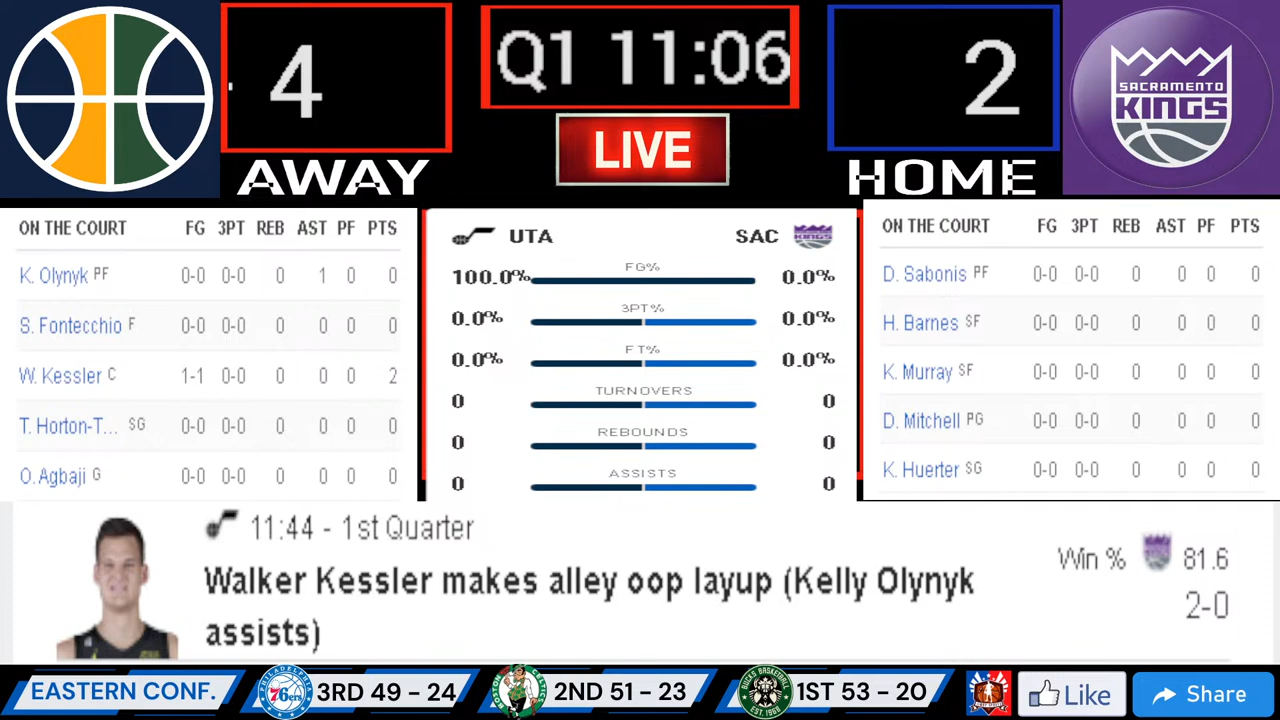 4
Q1 11:06
2
LIVE
AWAY
HOME
SACRAMENTO
KINGS
ON THE COURT FG 3PT REB AST PF PTS
K. Olynyk PF 0-0 0-0 0 1 0 0
S. Fontecchio F 0-0 0-0 0 0 0 0
W. Kessler C 1-1 0-0 0 0 0 2
T. Horton-T... SG 0-0 0-0 0 0 0 0
O. Agbaji G 0-0 0-0 0 0 0 0
UTA SAC KINGS
FG%
100.0% 0.0%
3PT%
0.0% 0.0%
FT%
0.0% 0.0%
TURNOVERS
0 0
REBOUNDS
0 0
ASSISTS
0 0
ON THE COURT FG 3PT REB AST PF PTS
D. Sabonis PF 0-0 0-0 0 0 0 0
H. Barnes SF 0-0 0-0 0 0 0 0
K. Murray SF 0-0 0-0 0 0 0 0
D. Mitchell PG 0-0 0-0 0 0 0 0
K. Huerter SG 0-0 0-0 0 0 0 0
11:44 - 1st Quarter
Walker Kessler makes alley oop layup (Kelly Olynyk
assists)
Win % 81.6
2-0
EASTERN CONF. PHILADELPHIA 76ers 3RD 49 - 24 BOSTON CELTICS 2ND 51 - 23 BUCKS BASKETBALL EST. 1968 1ST 53 - 20 Like Share